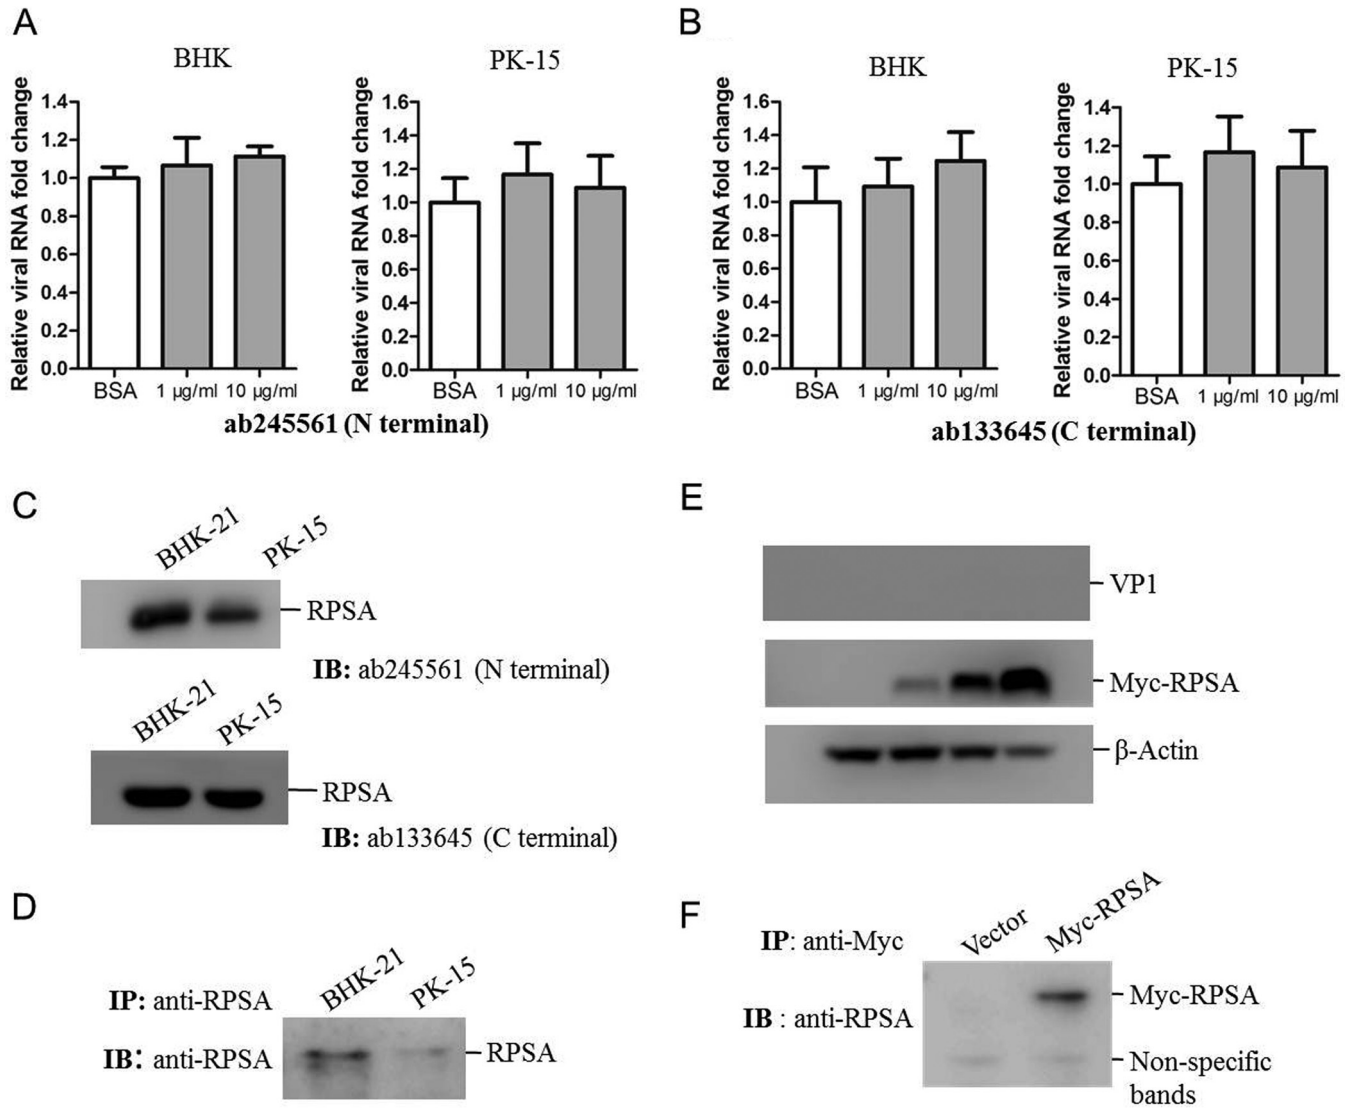 A
BHK
Relative viral RNA fold change
1.4
1.2
1.0
0.8
0.6
0.4
0.2
0.0
BSA 1 µg/ml 10 µg/ml
PK-15
Relative viral RNA fold change
1.6
1.4
1.2
1.0
0.8
0.6
0.4
0.2
0.0
BSA 1 µg/ml 10 µg/ml
ab245561 (N terminal)
B
BHK
Relative viral RNA fold change
1.6
1.4
1.2
1.0
0.8
0.6
0.4
0.2
0.0
BSA 1 µg/ml 10 µg/ml
PK-15
Relative viral RNA fold change
1.4
1.2
1.0
0.8
0.6
0.4
0.2
0.0
BSA 1 µg/ml 10 µg/ml
ab133645 (C terminal)
C
BHK-21 PK-15
RPSA
IB: ab245561 (N terminal)
BHK-21 PK-15
RPSA
IB: ab133645 (C terminal)
D
BHK-21 PK-15
IP: anti-RPSA
IB: anti-RPSA
RPSA
E
VP1
Myc-RPSA
β-Actin
F
Vector Myc-RPSA
IP: anti-Myc
IB : anti-RPSA
Myc-RPSA
Non-specific
bands